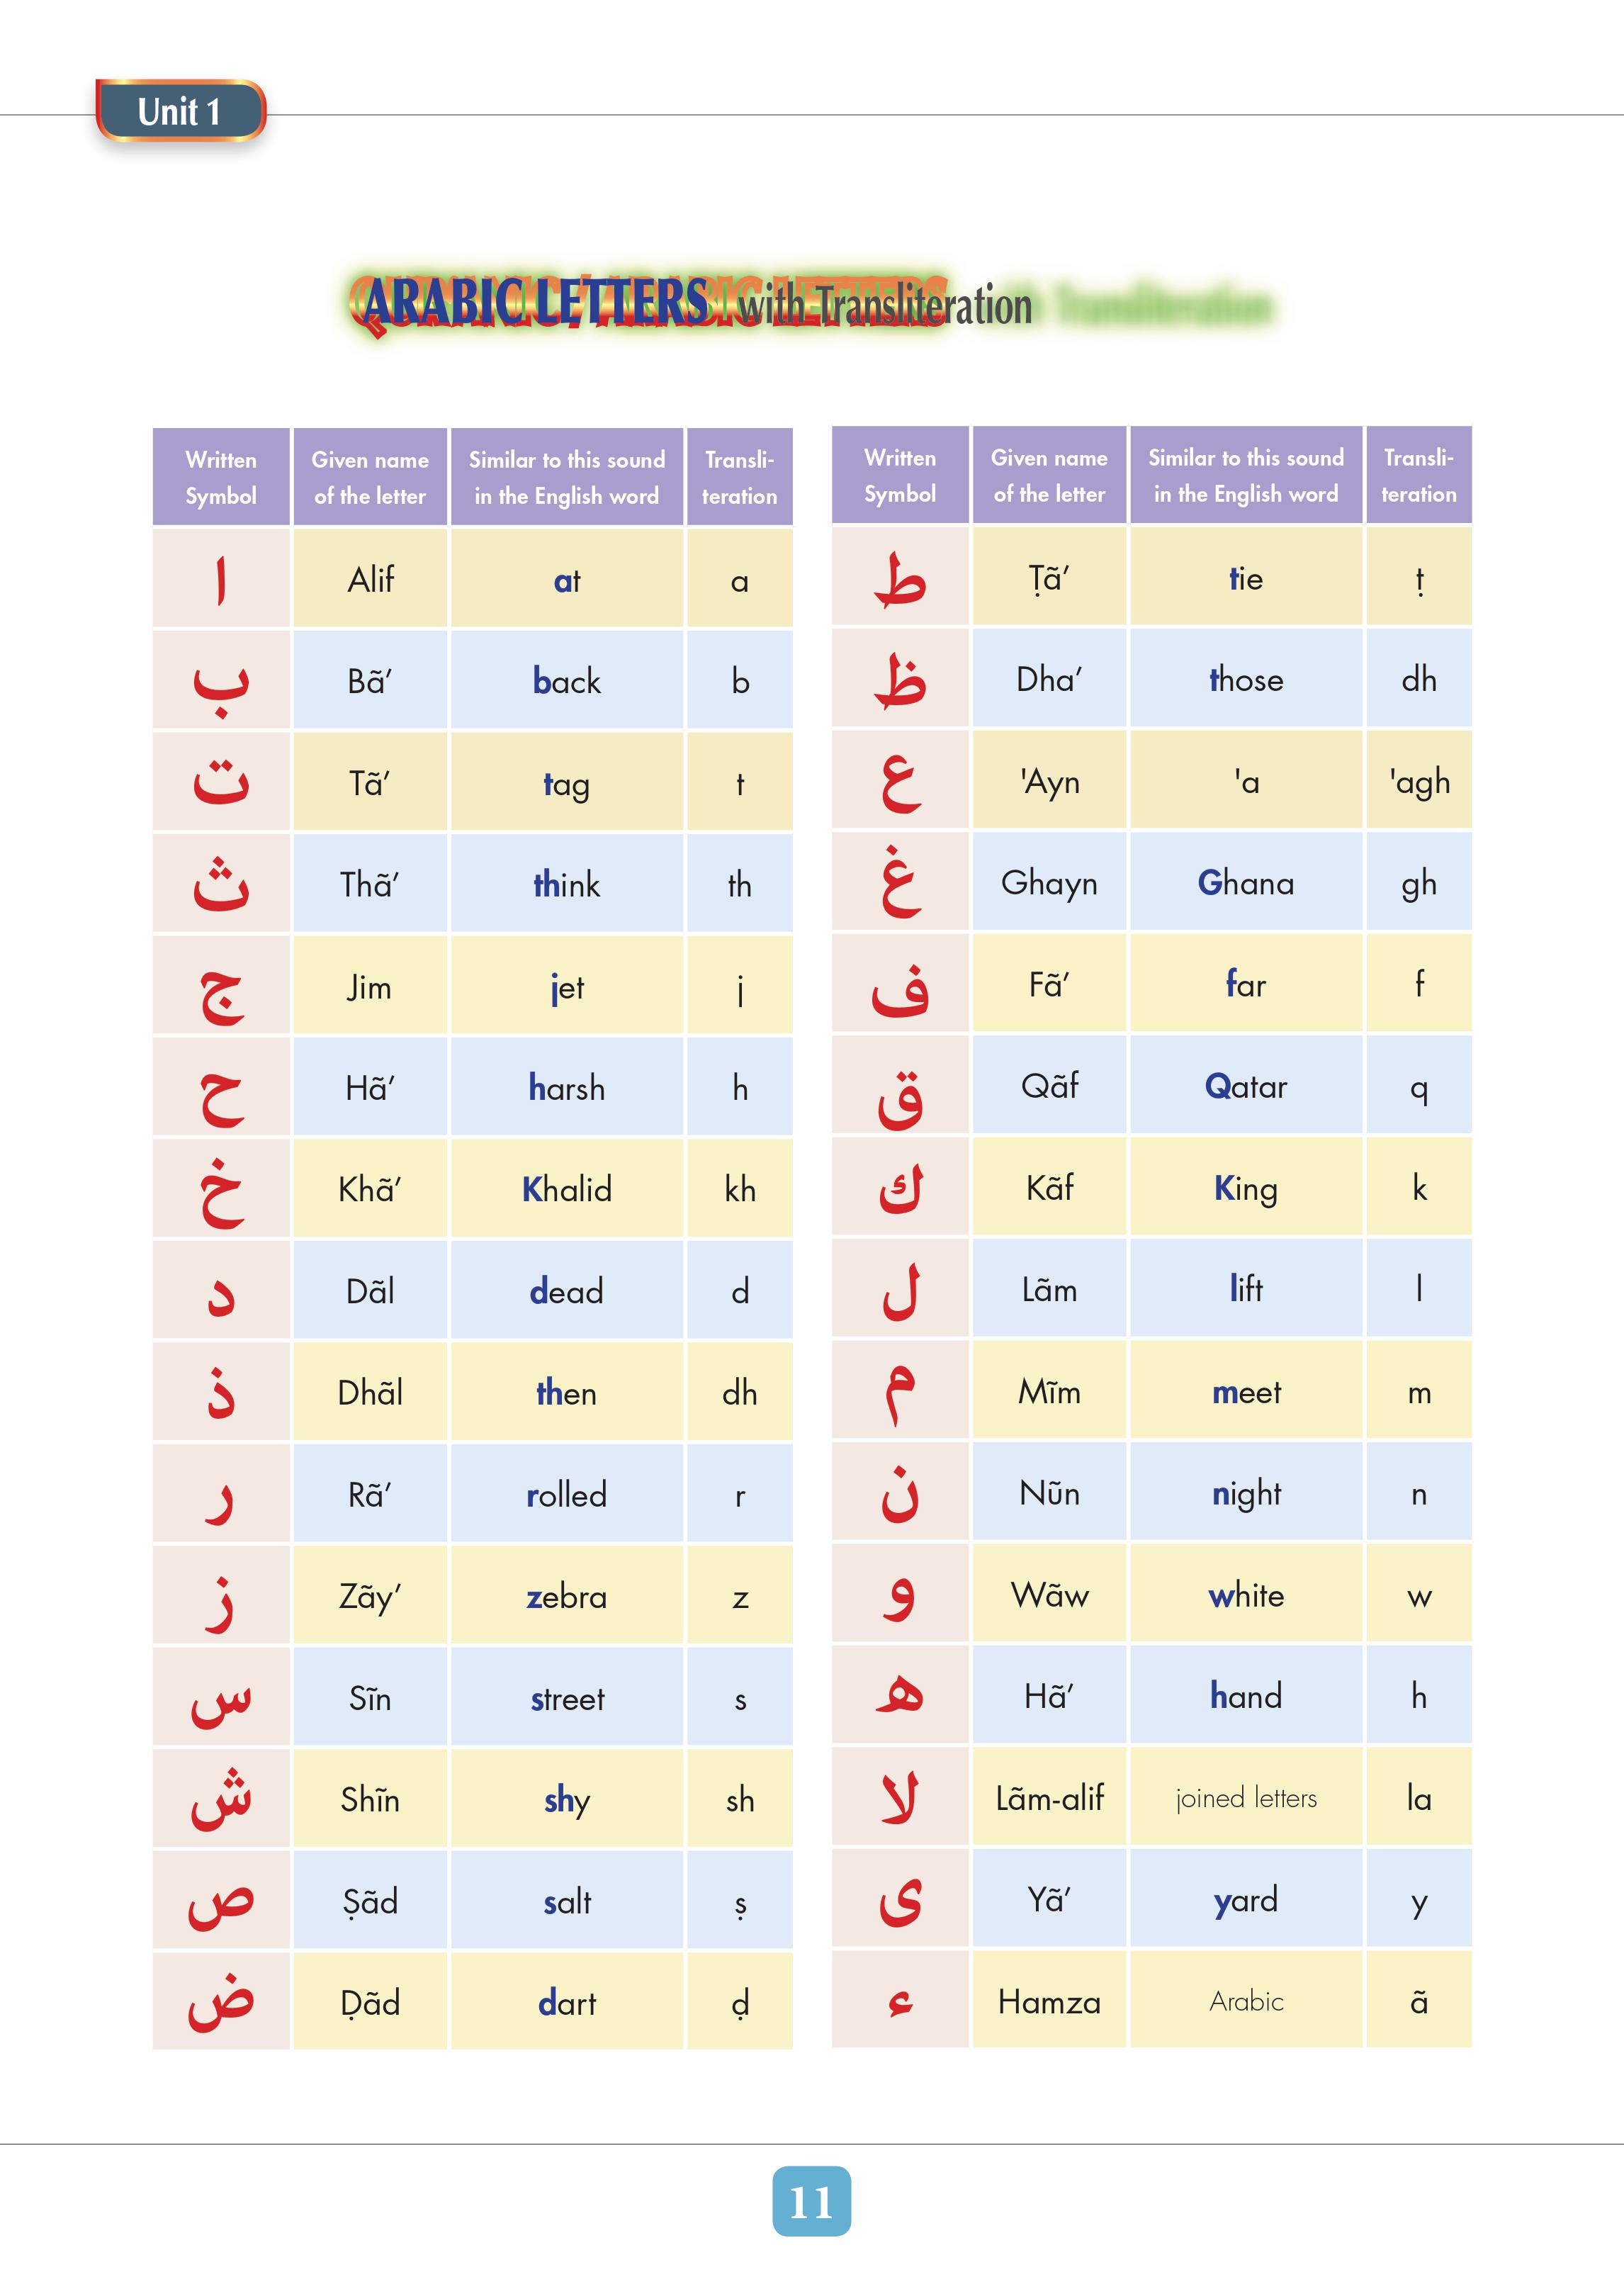 Unit 1
ARABIC LETTERS with Transliteration
Written Symbol Given name of the letter Similar to this sound in the English word Transli-teration
ا Alif at a
ب Bã’ back b
ت Tã’ tag t
ث Thã’ think th
ج Jim jet j
ح Hã’ harsh h
خ Khã’ Khalid kh
د Dãl dead d
ذ Dhãl then dh
ر Rã’ rolled r
ز Zãy’ zebra z
س Sĩn street s
ش Shĩn shy sh
ص Ṣãd salt ṣ
ض Ḍãd dart ḍ
Written Symbol Given name of the letter Similar to this sound in the English word Transli-teration
ط Ṭã’ tie ṭ
ظ Dha’ those dh
ع 'Ayn 'a 'agh
غ Ghayn Ghana gh
ف Fã’ far f
ق Qãf Qatar q
ك Kãf King k
ل Lãm lift l
م Mĩm meet m
ن Nũn night n
و Wãw white w
ه Hã’ hand h
لا Lãm-alif joined letters la
ى Yã’ yard y
ء Hamza Arabic ã
11